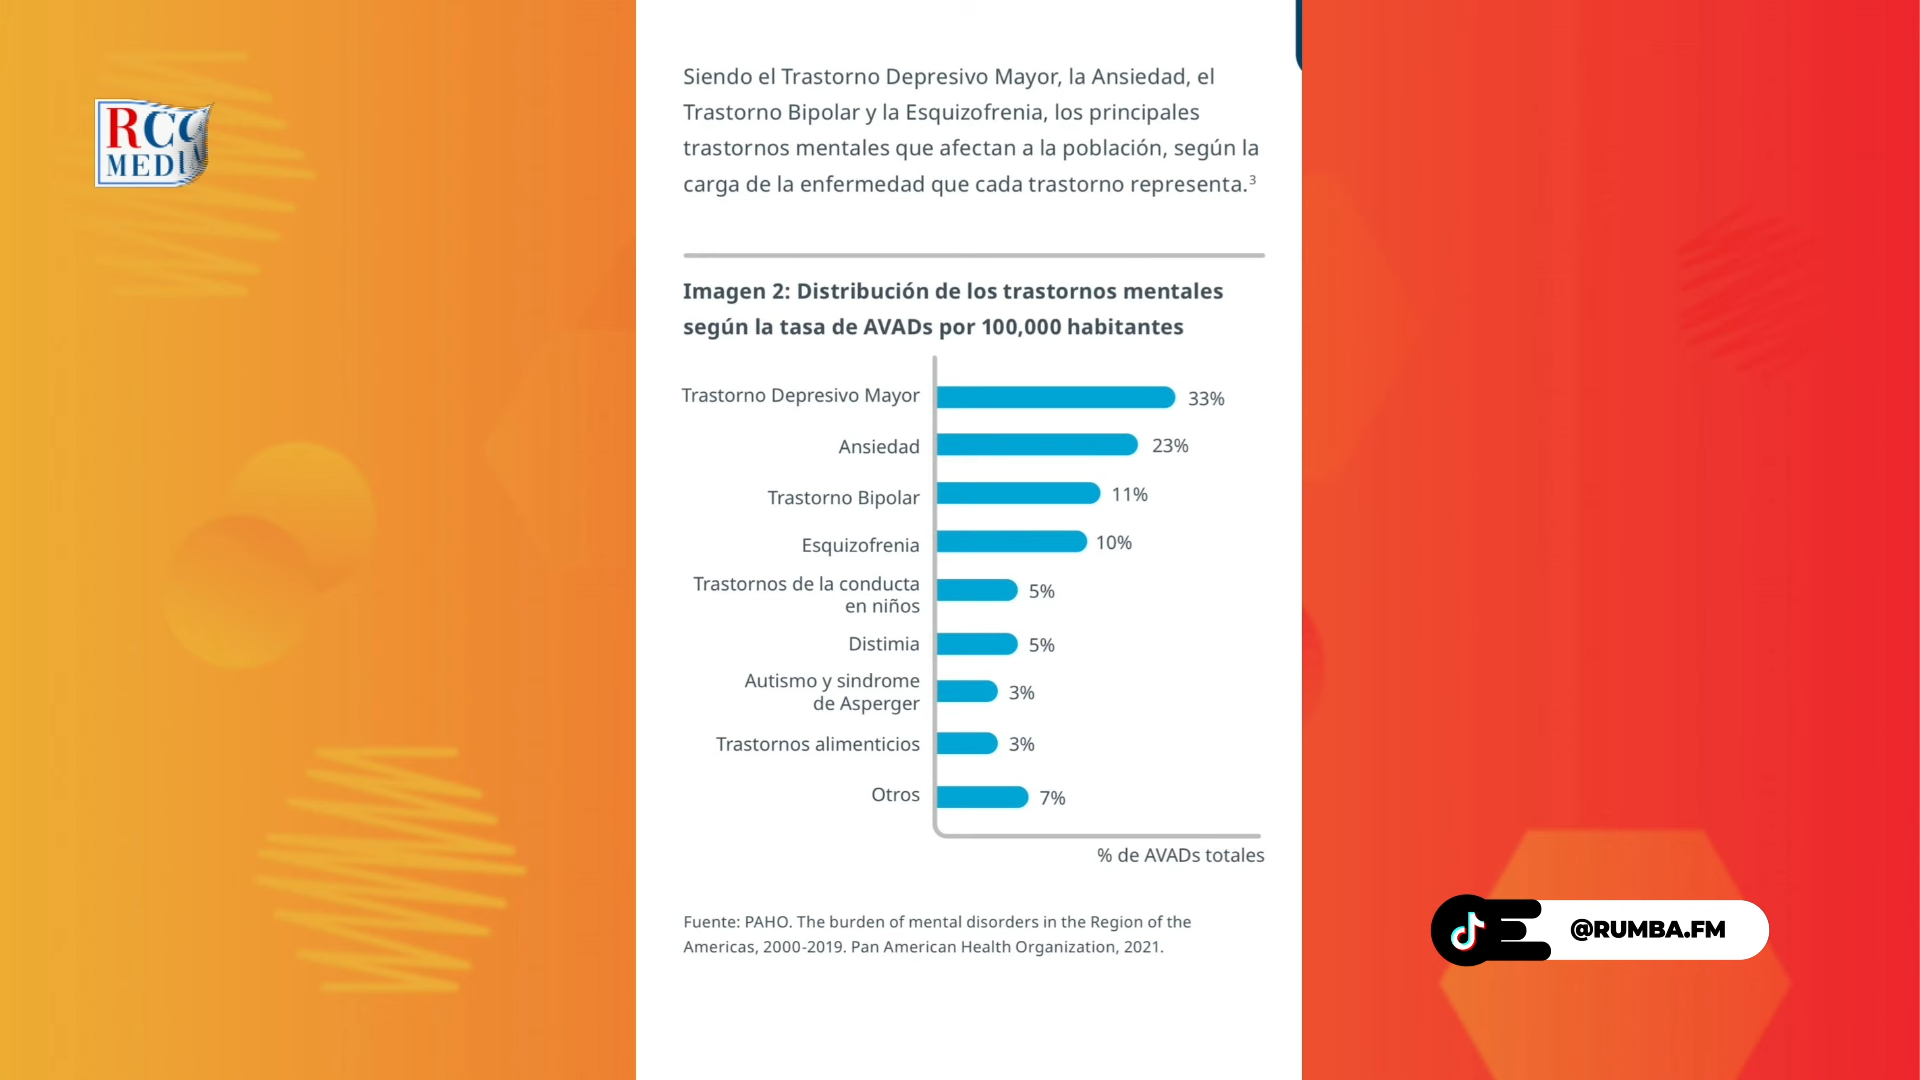 RCC
MEDIA
Siendo el Trastorno Depresivo Mayor, la Ansiedad, el
Trastorno Bipolar y la Esquizofrenia, los principales
trastornos mentales que afectan a la población, según la
carga de la enfermedad que cada trastorno representa.³
Imagen 2: Distribución de los trastornos mentales
según la tasa de AVADs por 100,000 habitantes
Trastorno Depresivo Mayor 33%
Ansiedad 23%
Trastorno Bipolar 11%
Esquizofrenia 10%
Trastornos de la conducta
en niños 5%
Distimia 5%
Autismo y sindrome
de Asperger 3%
Trastornos alimenticios 3%
Otros 7%
% de AVADs totales
Fuente: PAHO. The burden of mental disorders in the Region of the
Americas, 2000-2019. Pan American Health Organization, 2021.
@RUMBA.FM